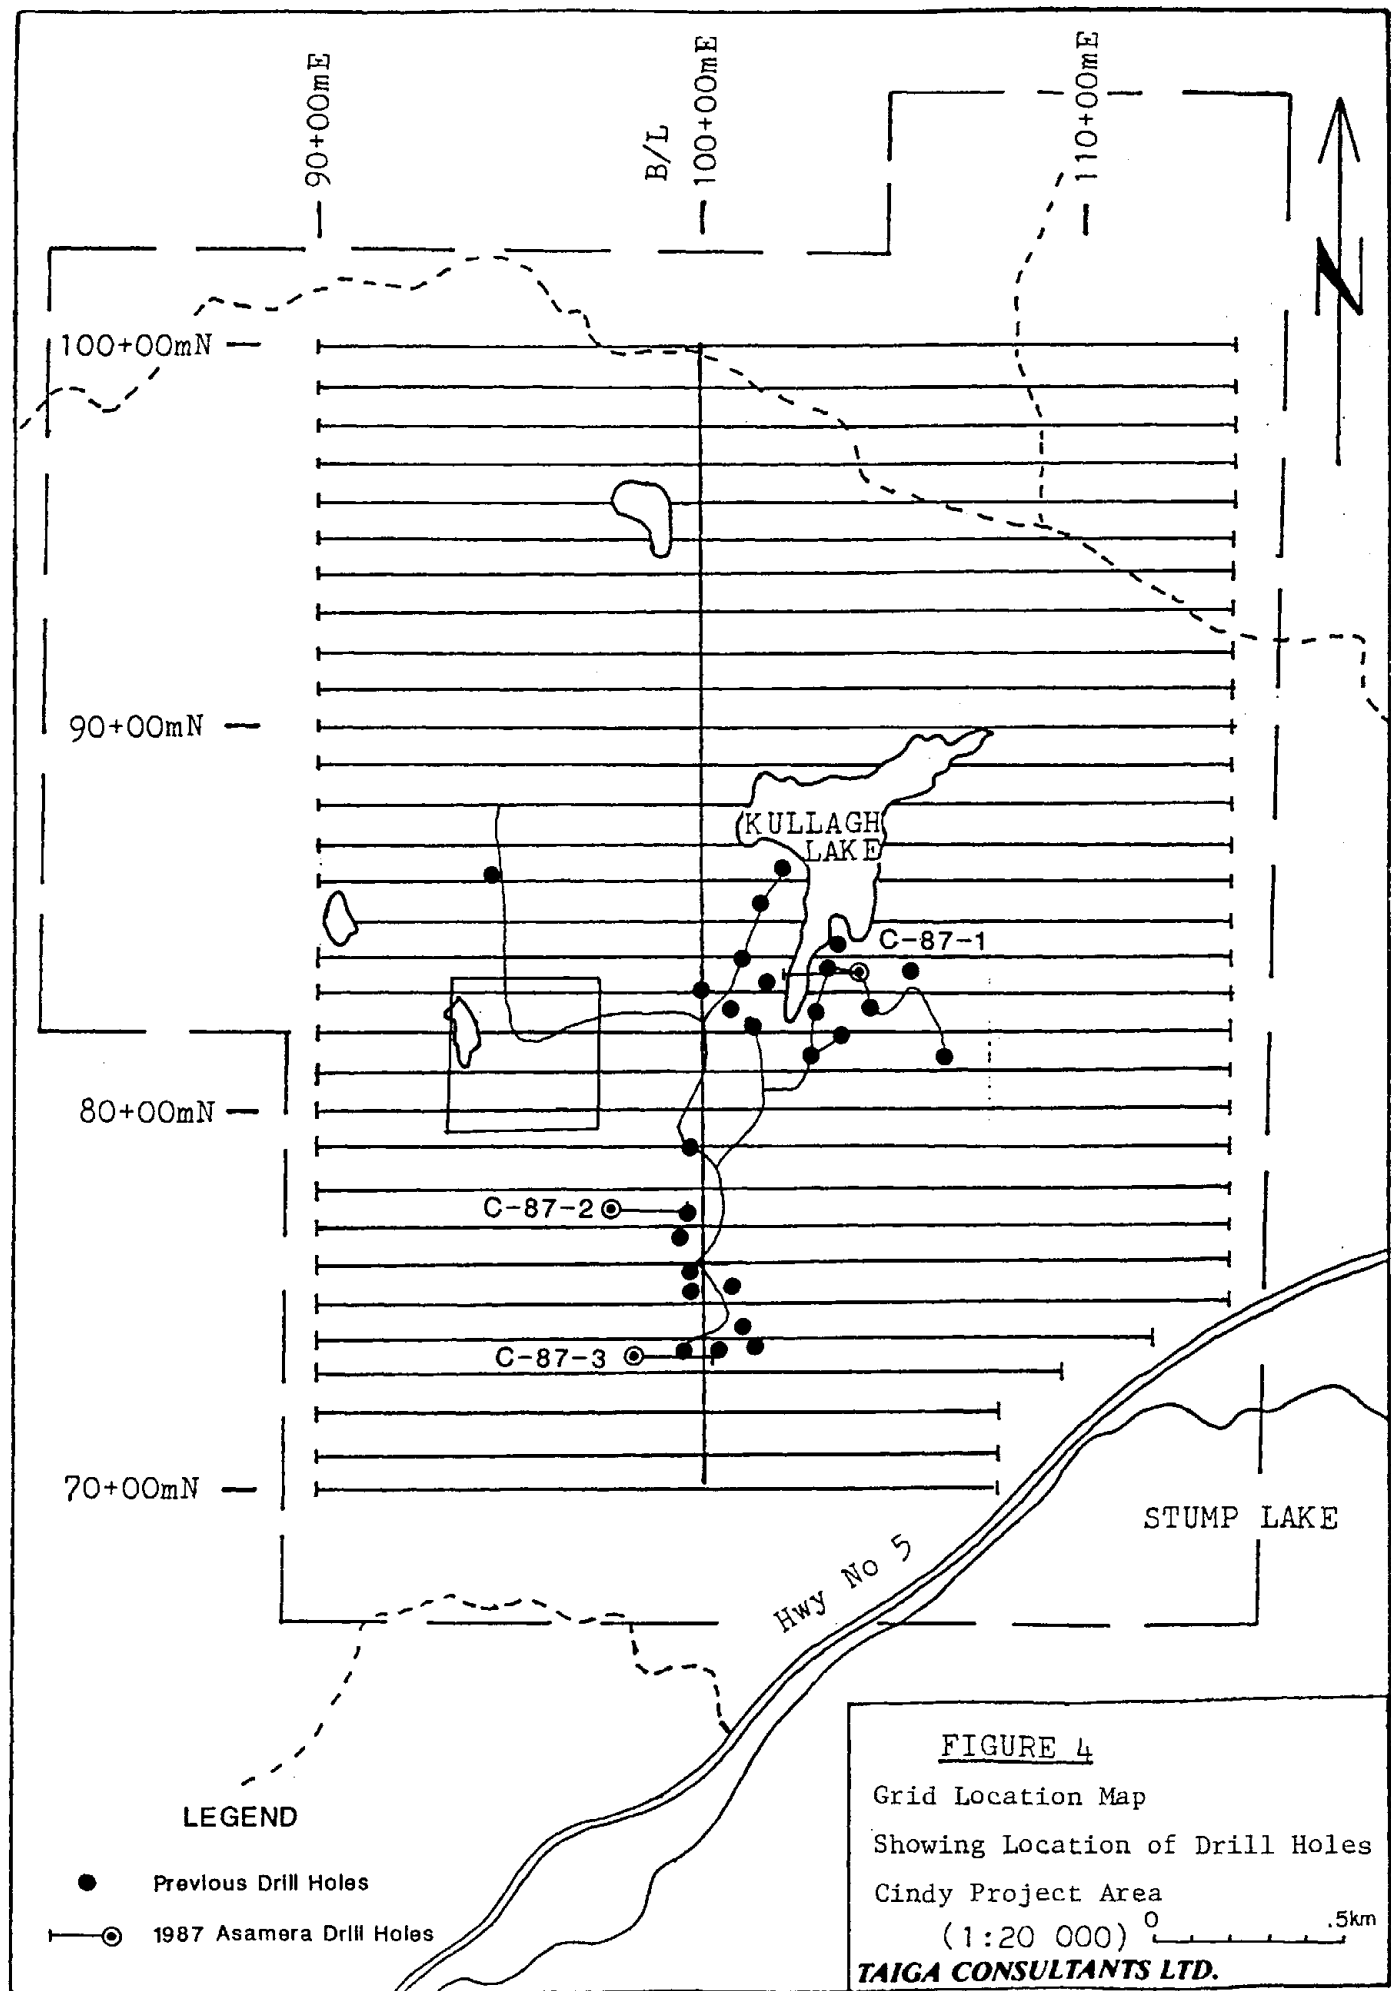 90+00mE
B/L
100+00mE
110+00mE
N
100+00mN
90+00mN
KULLAGH
LAKE
C-87-1
80+00mN
C-87-2
C-87-3
70+00mN
STUMP LAKE
Hwy No 5
FIGURE 4
Grid Location Map
Showing Location of Drill Holes
Cindy Project Area
(1:20 000)
0 .5km
TAIGA CONSULTANTS LTD.
LEGEND
Previous Drill Holes
1987 Asamera Drill Holes